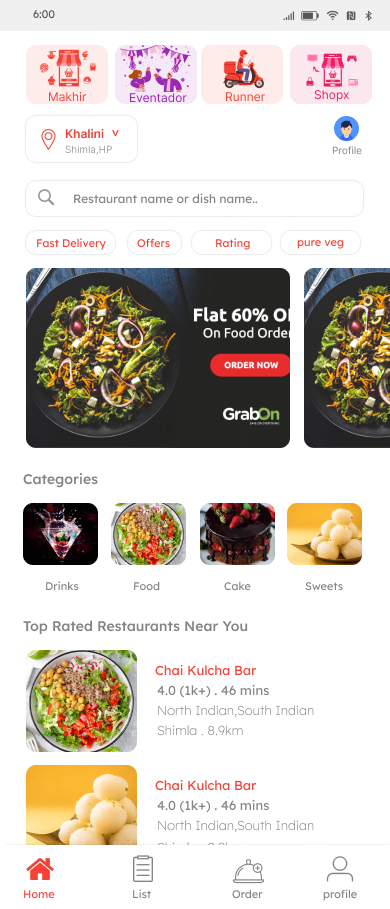 6:00
Makhir
Eventador
Runner
Shopx
Khalini v
Shimla,HP
Profile
Restaurant name or dish name..
Fast Delivery
Offers
Rating
pure veg
Flat 60% O
On Food Order
ORDER NOW
GrabOn
SAVE ON EVERYTHING
Categories
Drinks
Food
Cake
Sweets
Top Rated Restaurants Near You
Chai Kulcha Bar
4.0 (1k+) . 46 mins
North Indian,South Indian
Shimla . 8.9km
Chai Kulcha Bar
4.0 (1k+) . 46 mins
North Indian,South Indian
Home
List
Order
profile